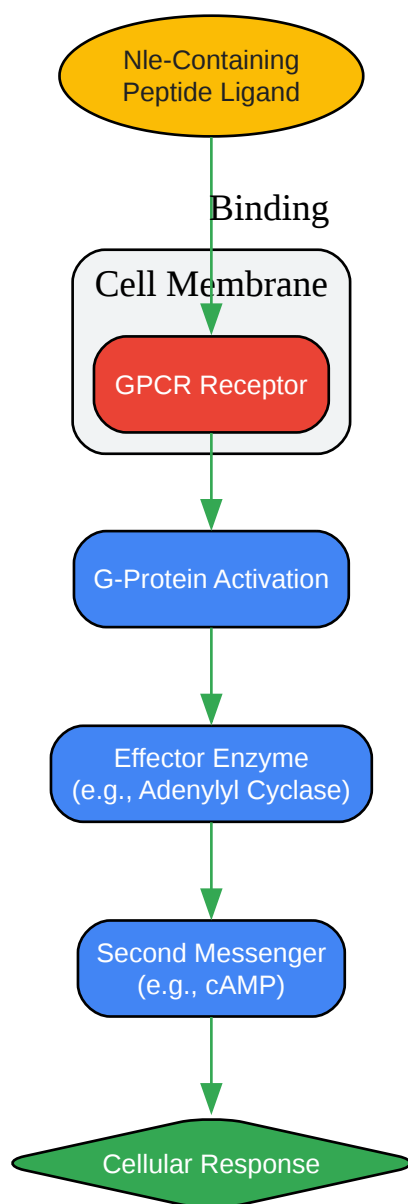 Nle-Containing
Peptide Ligand
Binding
Cell Membrane
GPCR Receptor
G-Protein Activation
Effector Enzyme
(e.g., Adenylyl Cyclase)
Second Messenger
(e.g., cAMP)
Cellular Response